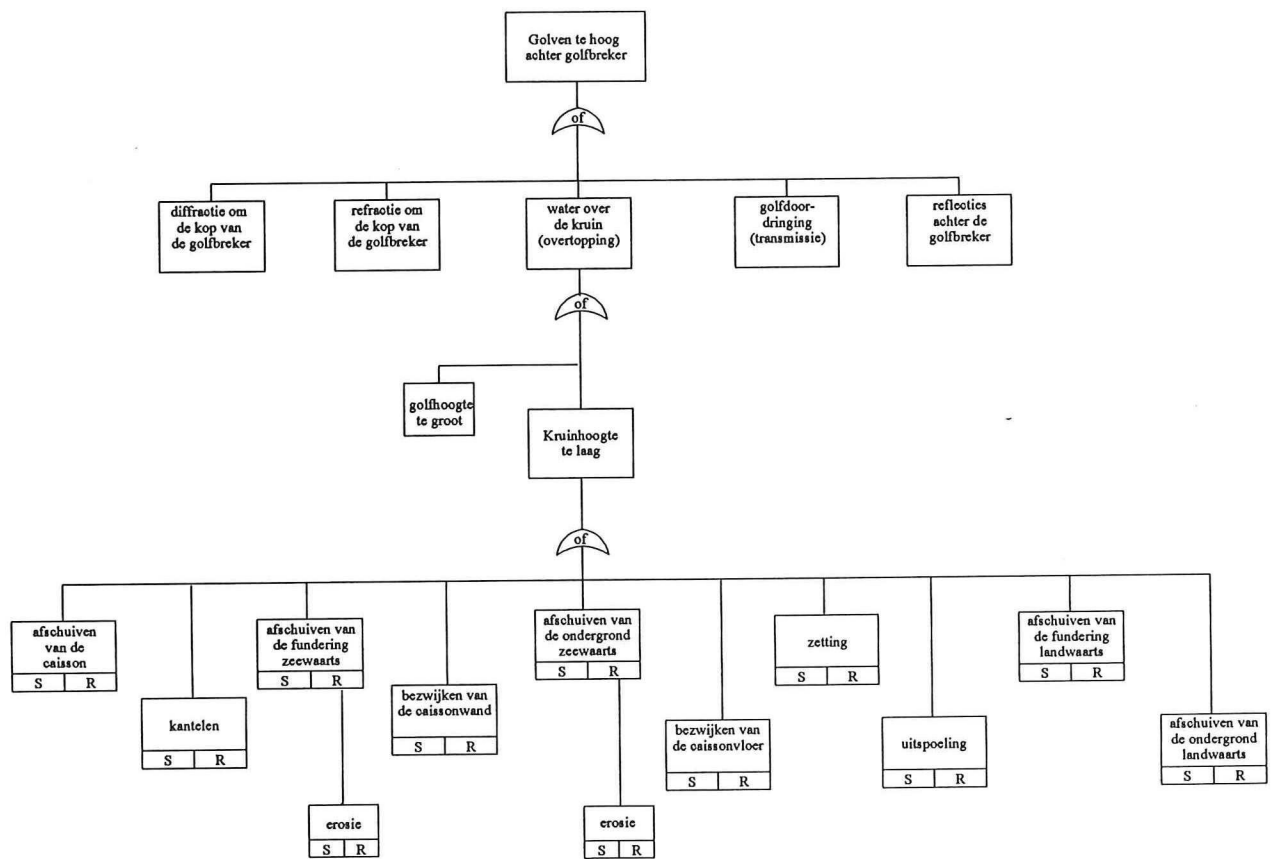 Golven te hoog
achter golfbreker
of
diffractie om
de kop van
de golfbreker
refractie om
de kop van
de golfbreker
water over
de kruin
(overtopping)
golfdoor-
dringing
(transmissie)
reflecties
achter de
golfbreker
of
golfhoogte
te groot
Kruinhoogte
te laag
of
afschuiven
van de
caisson
S R
kantelen
S R
afschuiven van
de fundering
zeewaarts
S R
erosie
S R
bezwijken van
de caissonwand
S R
afschuiven van
de ondergrond
zeewaarts
S R
erosie
S R
bezwijken van
de caissonvloer
S R
zetting
S R
uitspoeling
S R
afschuiven van
de fundering
landwaarts
S R
afschuiven van
de ondergrond
landwaarts
S R